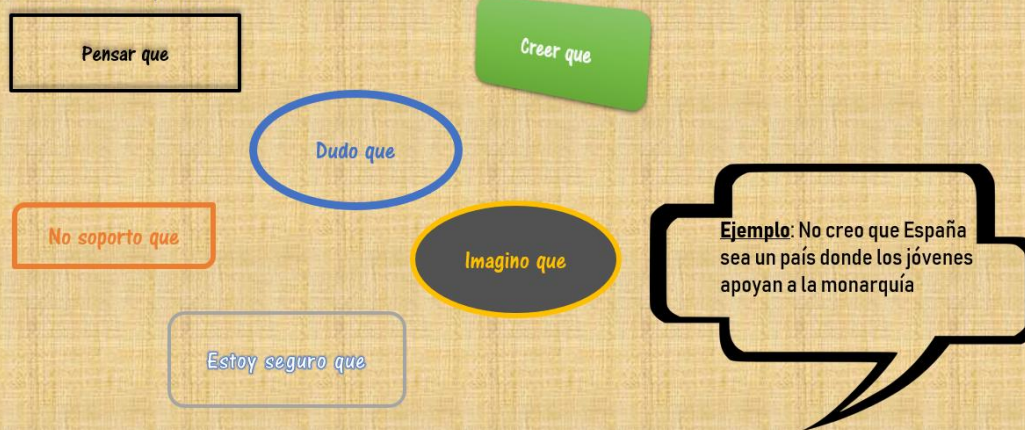 Pensar que
Creer que
Dudo que
No soporto que
Imagino que
Estoy seguro que
Ejemplo: No creo que España
sea un país donde los jóvenes
apoyan a la monarquía